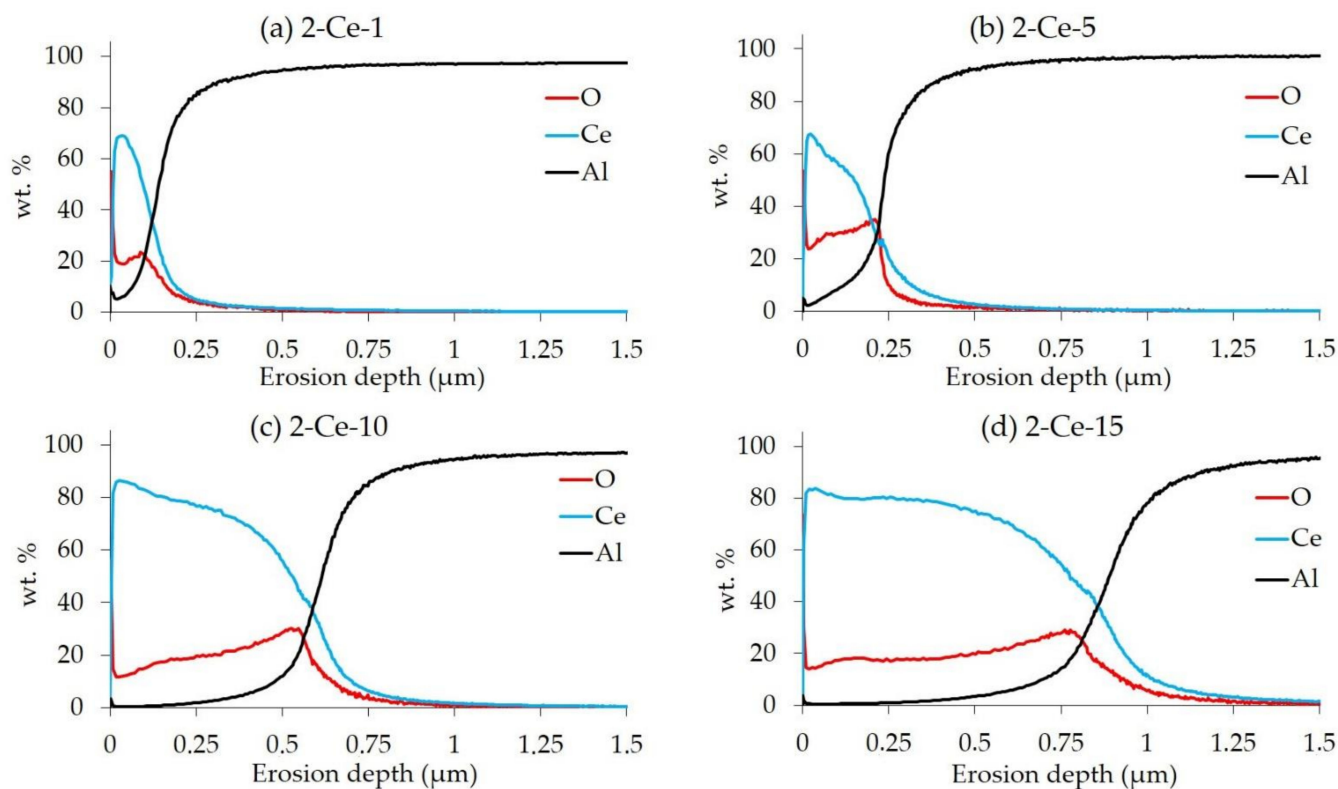 (a) 2-Ce-1
100
80
60
40
20
0
wt. %
O
Ce
Al
0 0.25 0.5 0.75 1 1.25 1.5
Erosion depth (µm)
(b) 2-Ce-5
100
80
60
40
20
0
wt. %
O
Ce
Al
0 0.25 0.5 0.75 1 1.25 1.5
Erosion depth (µm)
(c) 2-Ce-10
100
80
60
40
20
0
wt. %
O
Ce
Al
0 0.25 0.5 0.75 1 1.25 1.5
Erosion depth (µm)
(d) 2-Ce-15
100
80
60
40
20
0
wt. %
O
Ce
Al
0 0.25 0.5 0.75 1 1.25 1.5
Erosion depth (µm)